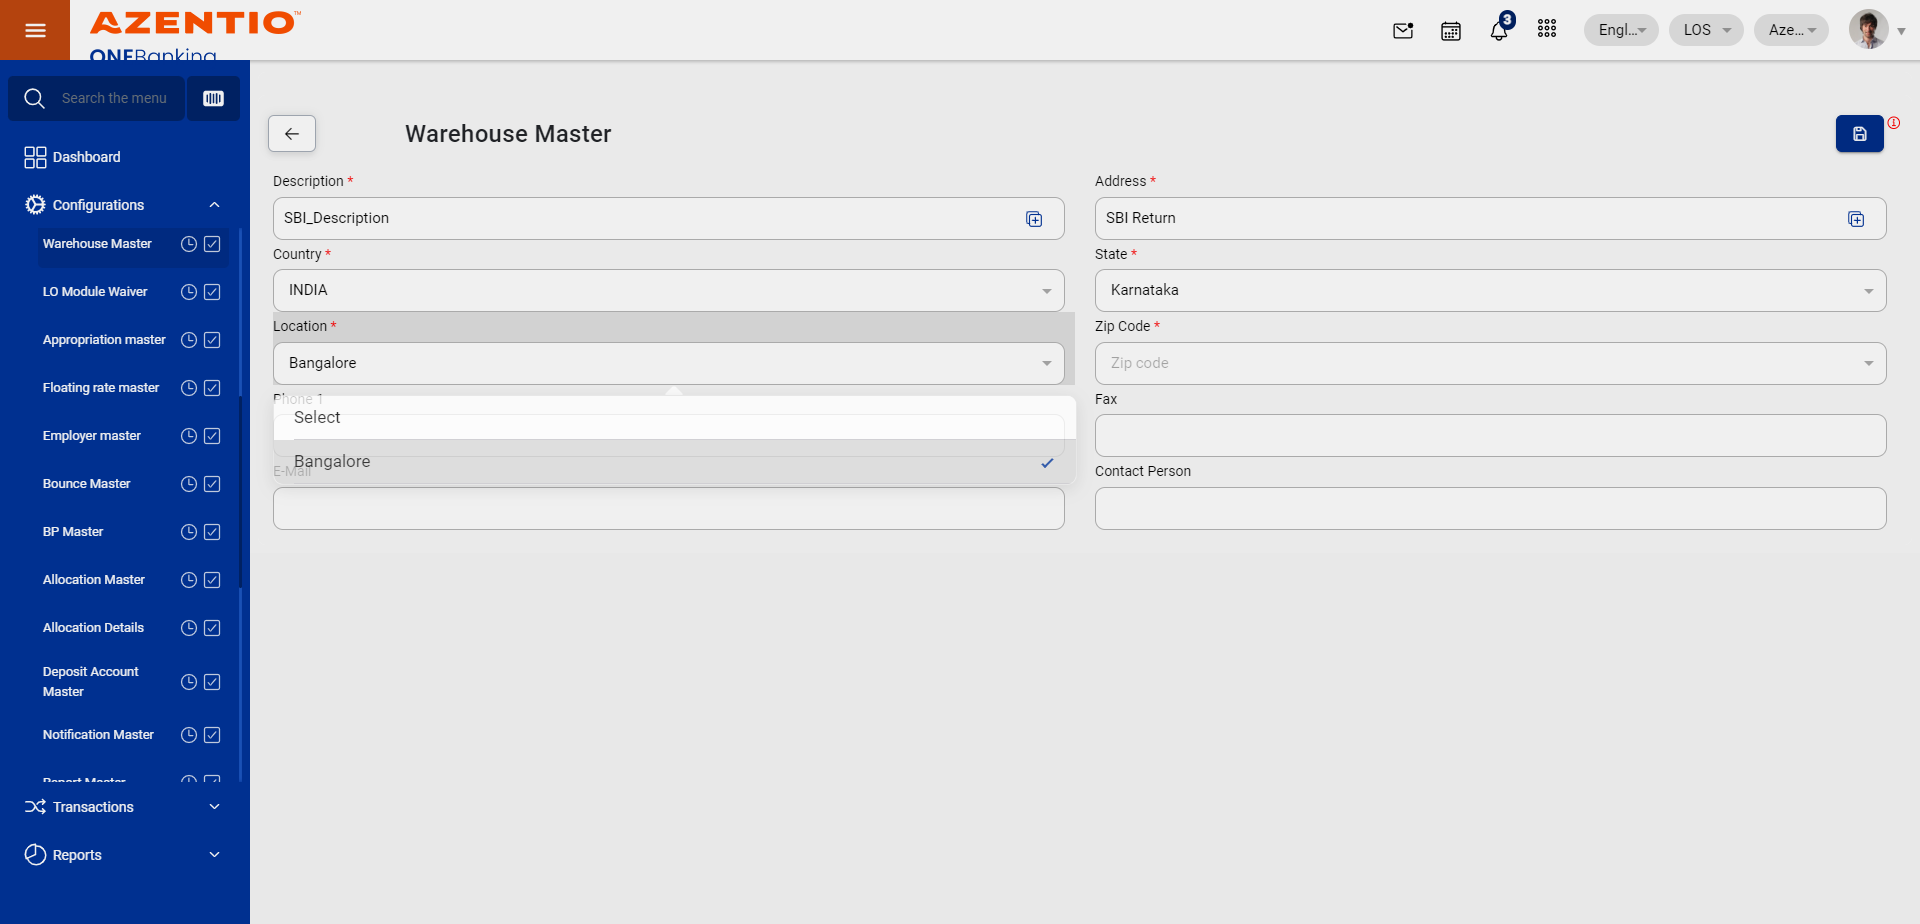 AZENTIO™
ONEBanking
3
Engl...
LOS
Aze...
Search the menu
Dashboard
Configurations
Warehouse Master
LO Module Waiver
Appropriation master
Floating rate master
Employer master
Bounce Master
BP Master
Allocation Master
Allocation Details
Deposit Account
Master
Notification Master
Report Master
Transactions
Reports
Warehouse Master
Description *
Address *
SBI_Description
SBI Return
Country *
State *
INDIA
Karnataka
Location *
Zip Code *
Bangalore
Zip code
Phone 1
Fax
Select
Bangalore
E-Mail
Contact Person